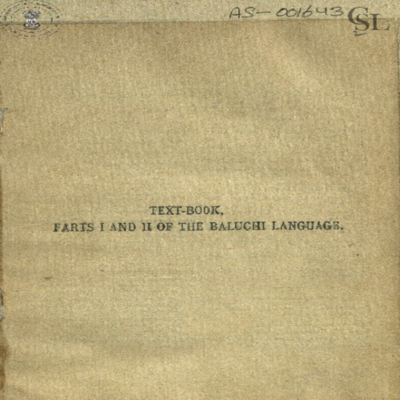 AS-001643
CSL
TEXT-BOOK,
PARTS I AND II OF THE BALUCHI LANGUAGE.